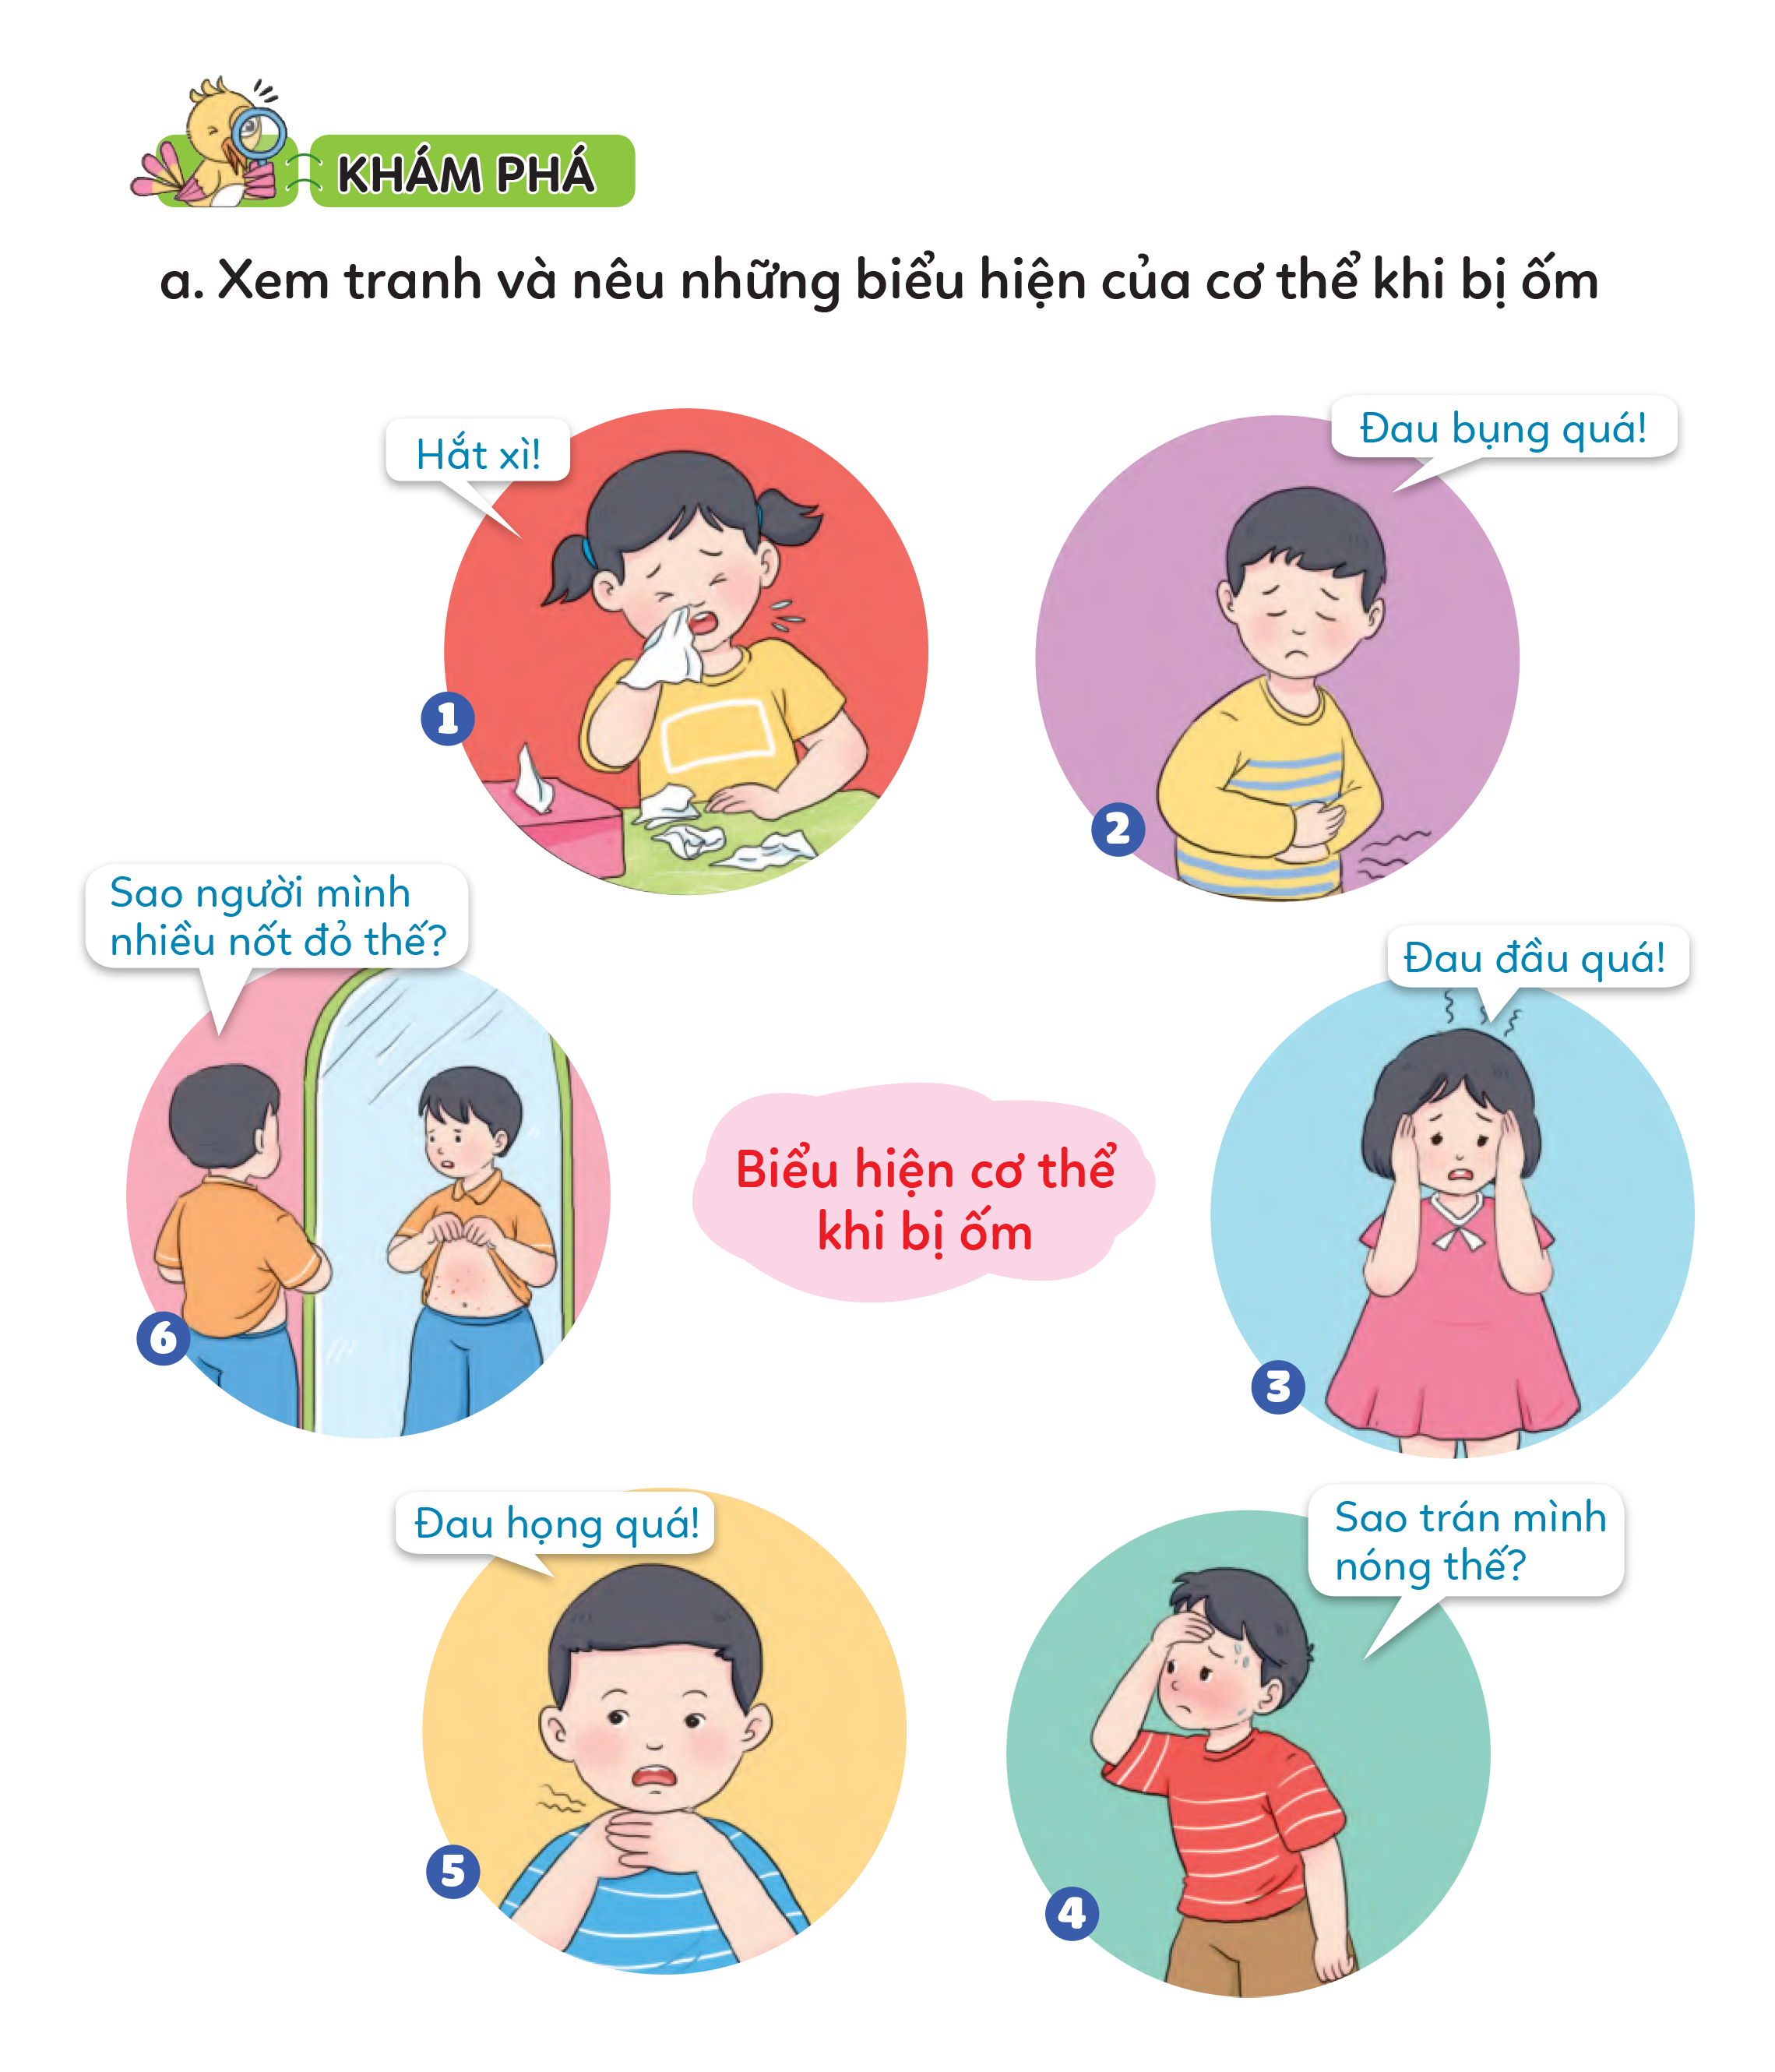 KHÁM PHÁ
a. Xem tranh và nêu những biểu hiện của cơ thể khi bị ốm
Hắt xì!
1
Đau bụng quá!
2
Đau đầu quá!
3
Sao trán mình
nóng thế?
4
Đau họng quá!
5
Sao người mình
nhiều nốt đỏ thế?
6
Biểu hiện cơ thể
khi bị ốm